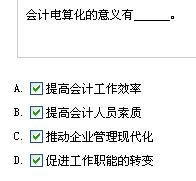 会计电算化的意义有______。
A. 提高会计工作效率
B. 提高会计人员素质
C. 推动企业管理现代化
D. 促进工作职能的转变